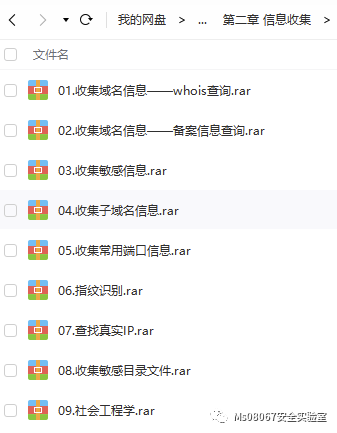 我的网盘 > ... 第二章 信息收集 >
文件名
01.收集域名信息——whois查询.rar
02.收集域名信息——备案信息查询.rar
03.收集敏感信息.rar
04.收集子域名信息.rar
05.收集常用端口信息.rar
06.指纹识别.rar
07.查找真实IP.rar
08.收集敏感目录文件.rar
09.社会工程学.rar
Ms08067安全实验室